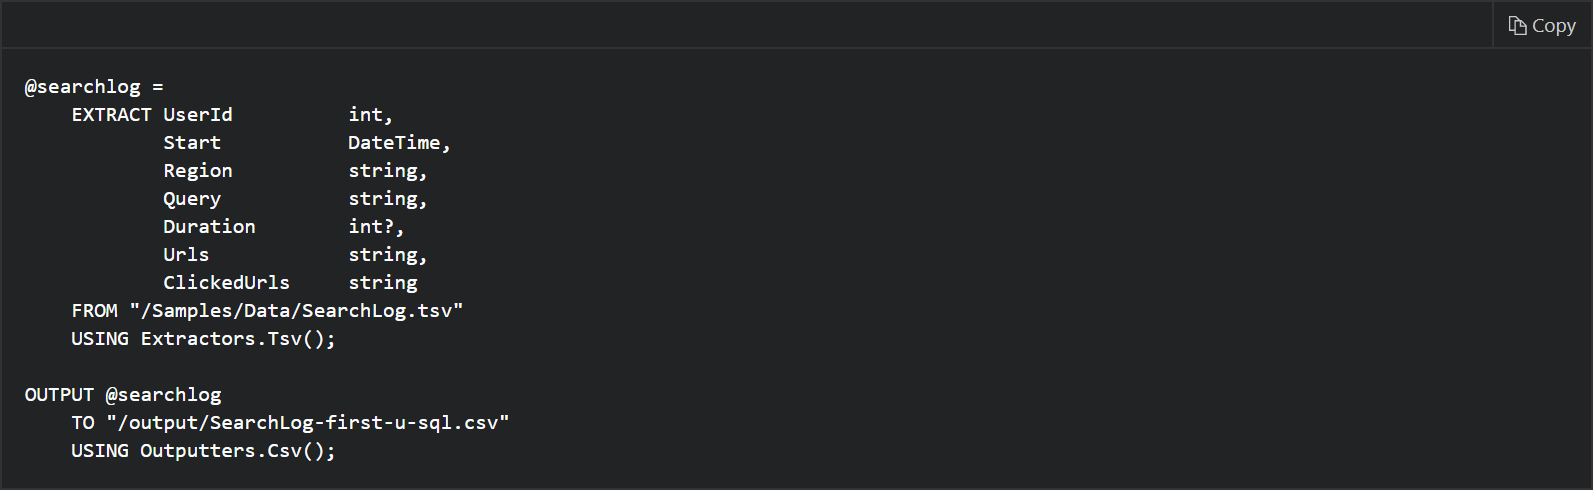 Copy
@searchlog =
    EXTRACT UserId          int,
            Start           DateTime,
            Region          string,
            Query           string,
            Duration        int?,
            Urls            string,
            ClickedUrls     string
    FROM "/Samples/Data/SearchLog.tsv"
    USING Extractors.Tsv();

OUTPUT @searchlog
    TO "/output/SearchLog-first-u-sql.csv"
    USING Outputters.Csv();